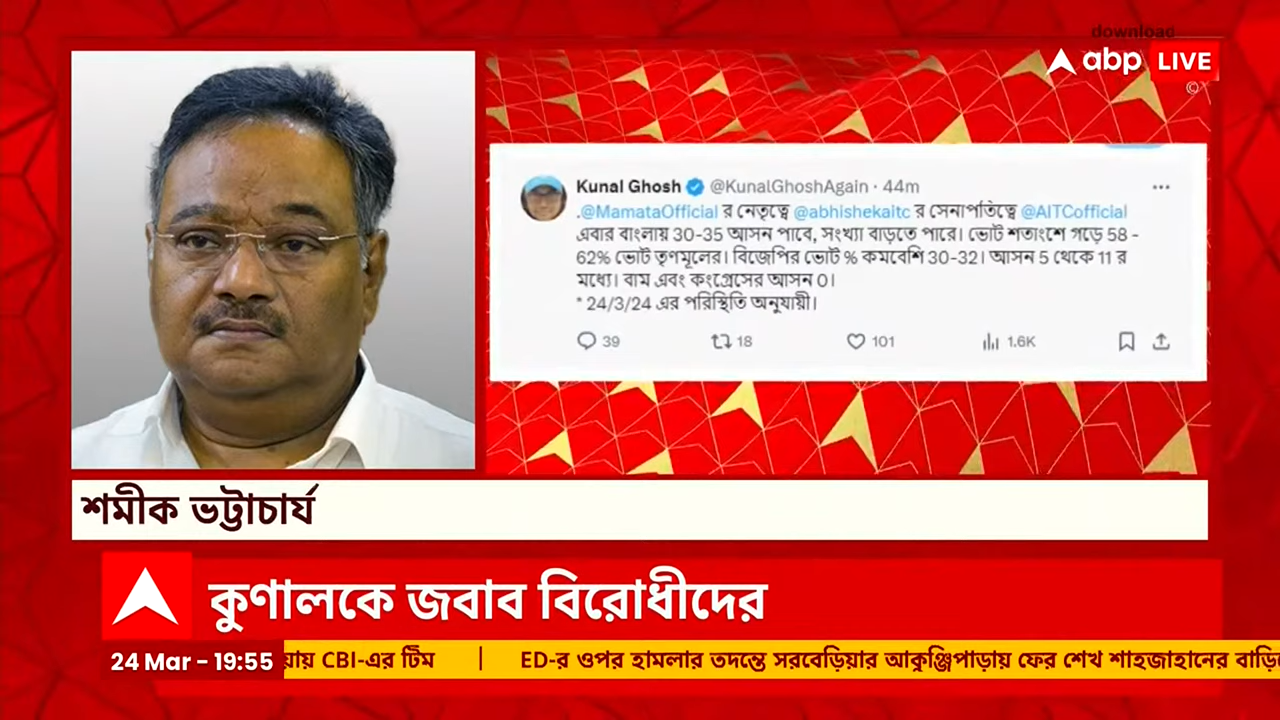 download
abp LIVE
©
Kunal Ghosh @KunalGhoshAgain · 44m
.@MamataOfficial র নেতৃত্বে @abhishekaitc র সেনাপতিত্বে @AITCofficial
এবার বাংলায় 30-35 আসন পাবে, সংখ্যা বাড়তে পারে। ভোট শতাংশে গড়ে 58 -
62% ভোট তৃণমূলের। বিজেপির ভোট % কমবেশি 30-32। আসন 5 থেকে 11 র
মধ্যে। বাম এবং কংগ্রেসের আসন 0।
* 24/3/24 এর পরিস্থিতি অনুযায়ী।
39 18 101 1.6K
শমীক ভট্টাচার্য
কুণালকে জবাব বিরোধীদের
24 Mar - 19:55 য়ায় CBI-এর টিম | ED-র ওপর হামলার তদন্তে সরবেড়িয়ার আকুঞ্জিপাড়ায় ফের শেখ শাহজাহানের